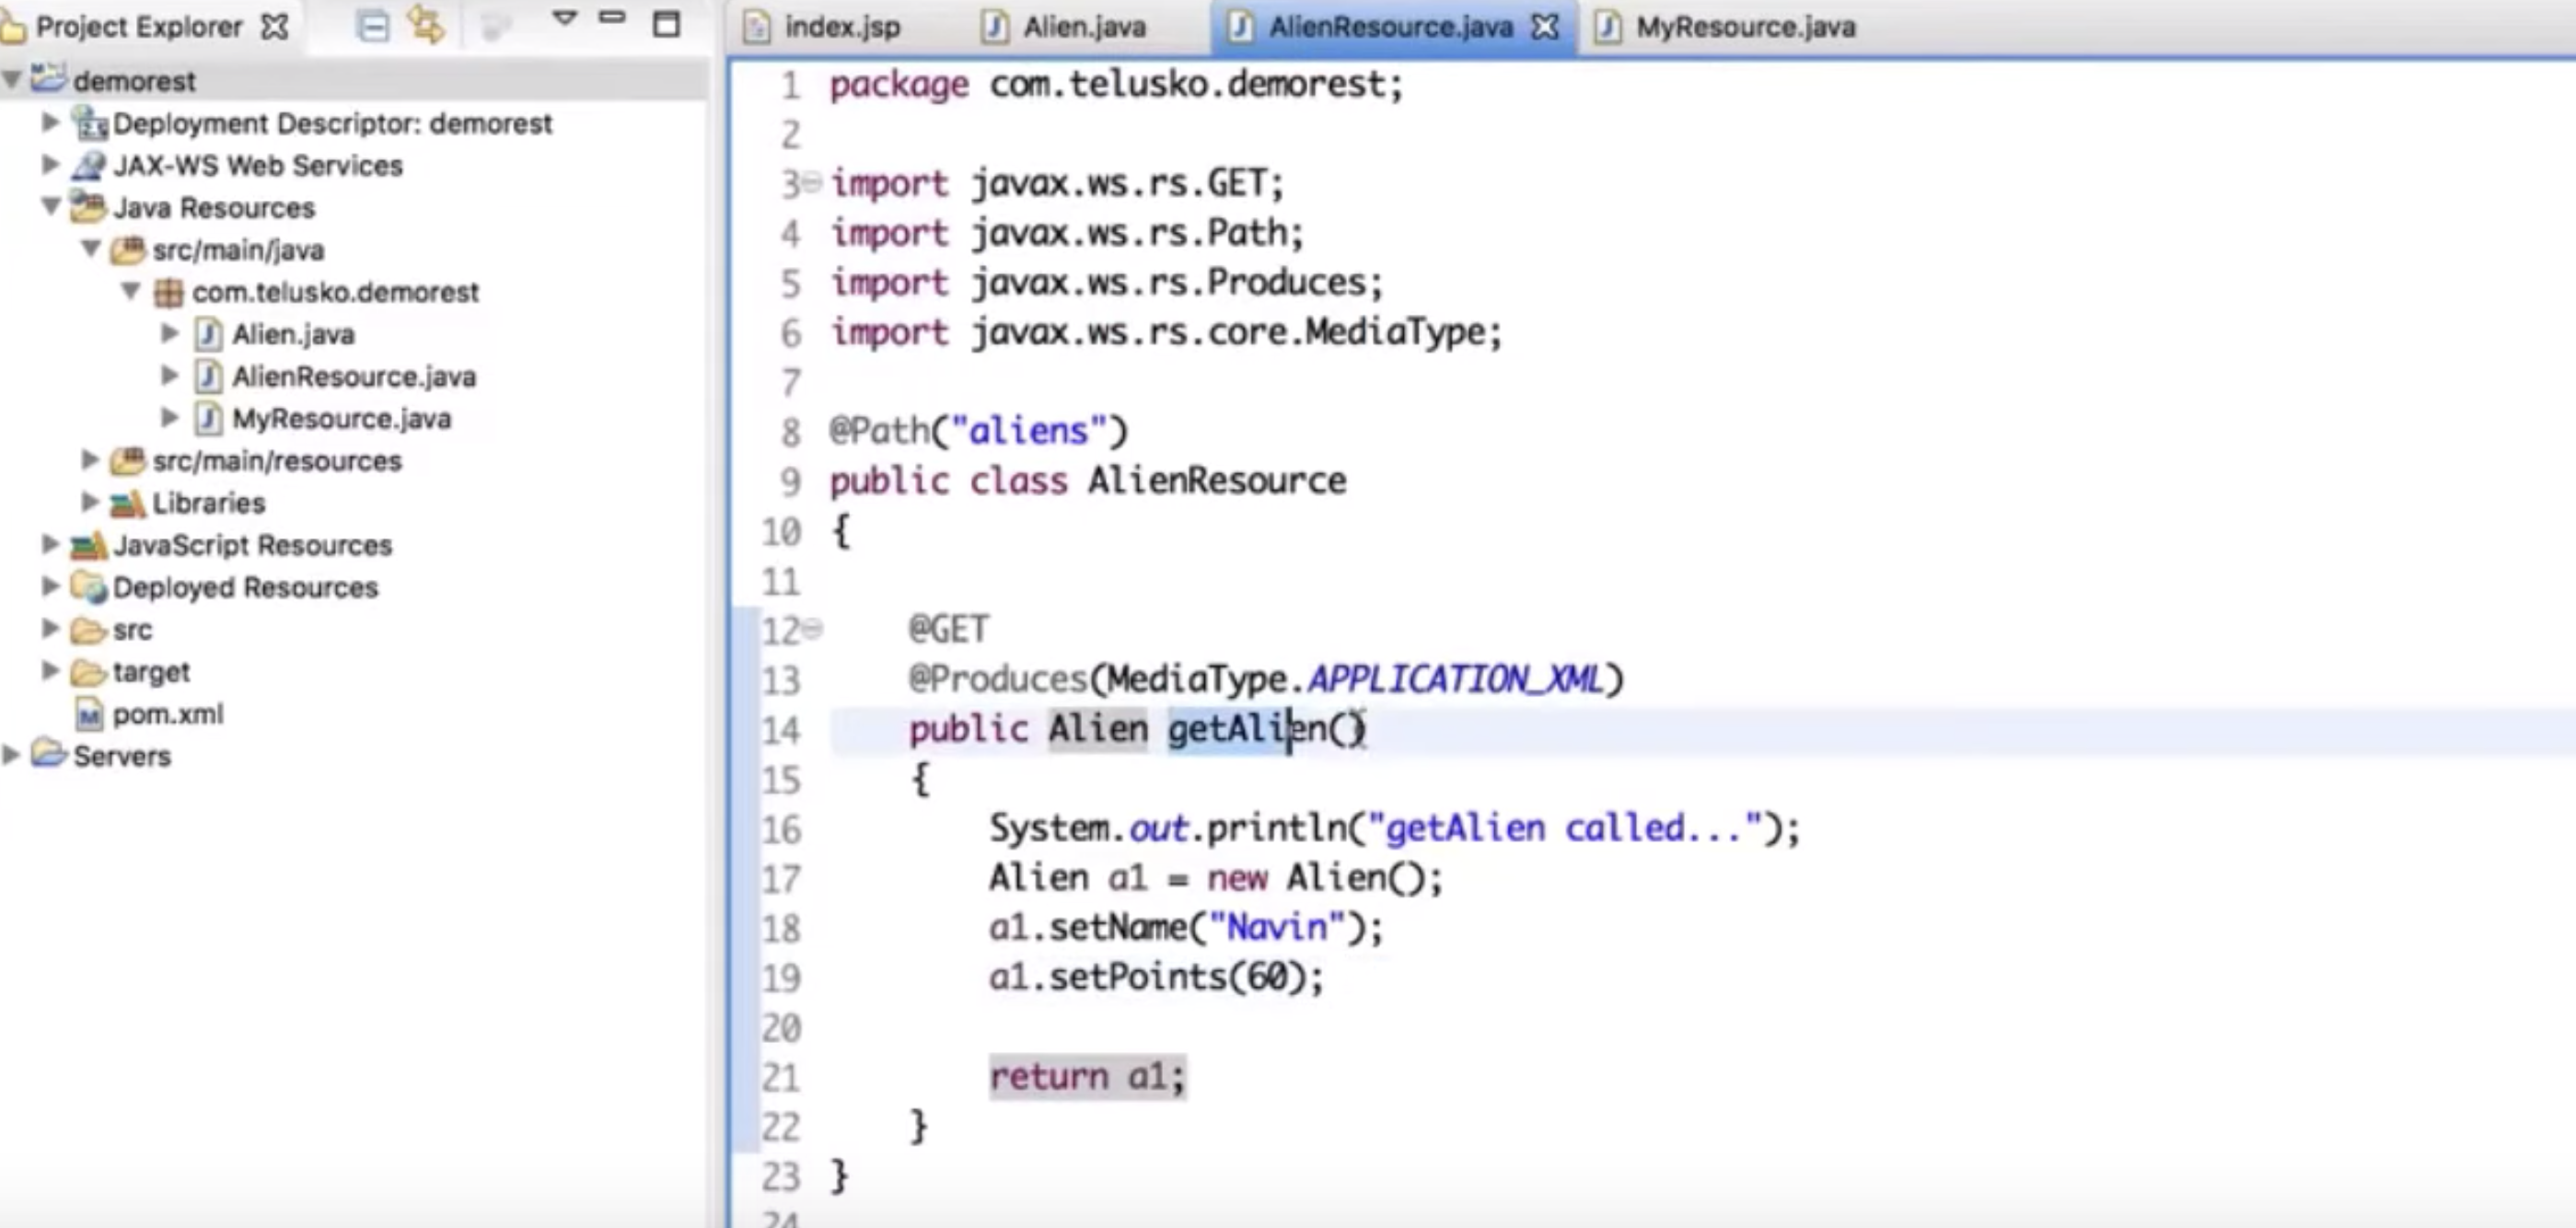 Project Explorer
demorest
Deployment Descriptor: demorest
JAX-WS Web Services
Java Resources
src/main/java
com.telusko.demorest
Alien.java
AlienResource.java
MyResource.java
src/main/resources
Libraries
JavaScript Resources
Deployed Resources
src
target
pom.xml
Servers
index.jsp Alien.java AlienResource.java MyResource.java
1 package com.telusko.demorest;
2
3 import javax.ws.rs.GET;
4 import javax.ws.rs.Path;
5 import javax.ws.rs.Produces;
6 import javax.ws.rs.core.MediaType;
7
8 @Path("aliens")
9 public class AlienResource
10 {
11
12 @GET
13 @Produces(MediaType.APPLICATION_XML)
14 public Alien getAlien()
15 {
16 System.out.println("getAlien called...");
17 Alien a1 = new Alien();
18 a1.setName("Navin");
19 a1.setPoints(60);
20
21 return a1;
22 }
23 }
24